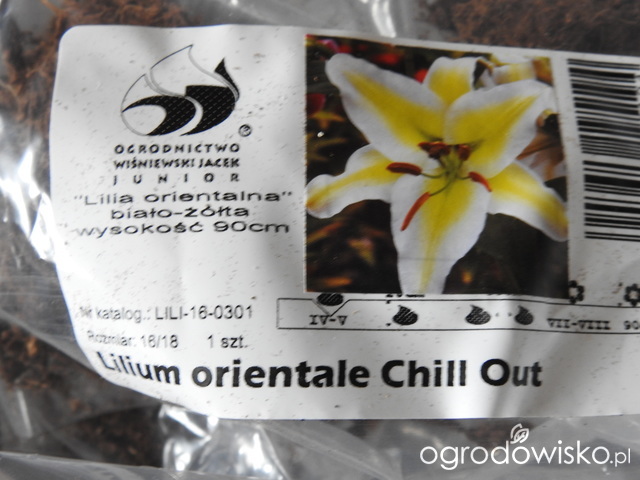 OGRODNICTWO
WIŚNIEWSKI JACEK
JUNIOR
®
"Lilia orientalna"
biało-żółta
wysokość 90cm
Nr katalog.: LILI-16-0301
Rozmiar: 16/18 1 szt.
IV-V
VII-VIII 90
Lilium orientale Chill Out
ogrodowisko.pl